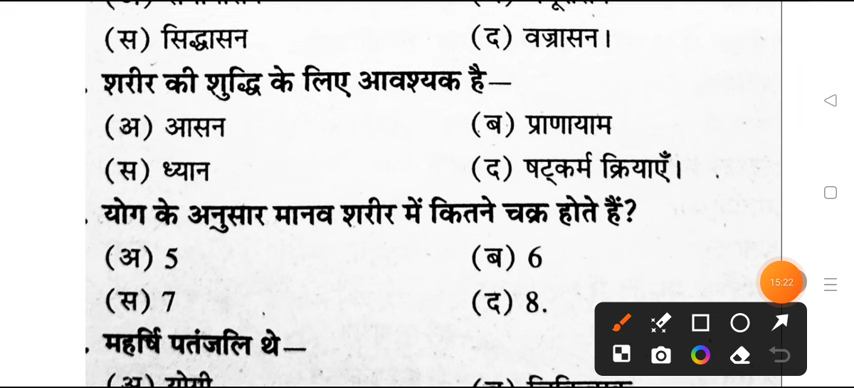 (स) सिद्धासन (द) वज्रासन।
. शरीर की शुद्धि के लिए आवश्यक है—
(अ) आसन (ब) प्राणायाम
(स) ध्यान (द) षट्कर्म क्रियाएँ।
. योग के अनुसार मानव शरीर में कितने चक्र होते हैं?
(अ) 5 (ब) 6
(स) 7 (द) 8.
. महर्षि पतंजलि थे—
(अ) योगी
15:22